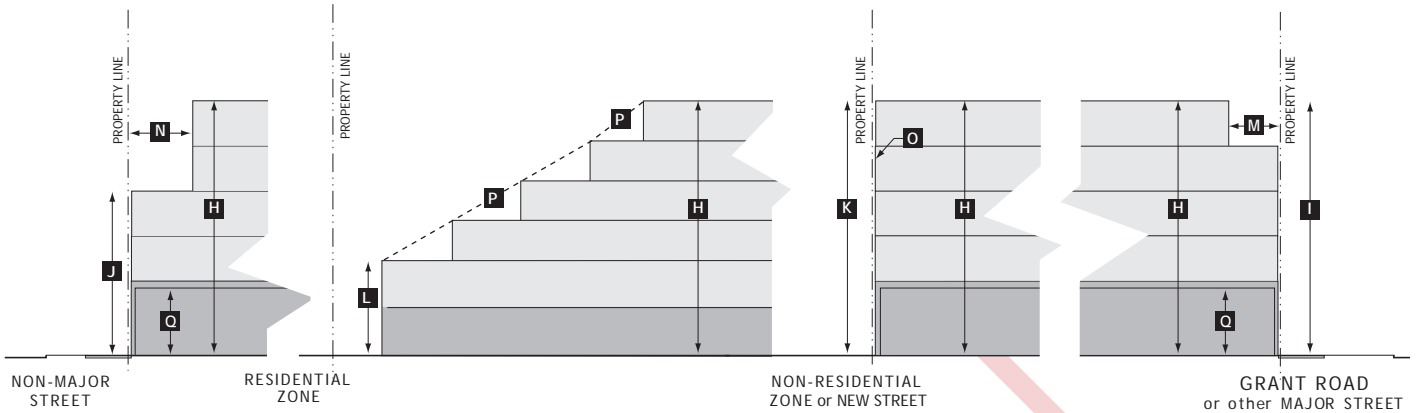 PROPERTY LINE
PROPERTY LINE
PROPERTY LINE
PROPERTY LINE
N
P
M
O
P
H
H
K
H
H
I
J
L
Q
Q
NON-MAJOR
STREET
RESIDENTIAL
ZONE
NON-RESIDENTIAL
ZONE or NEW STREET
GRANT ROAD
or other MAJOR STREET